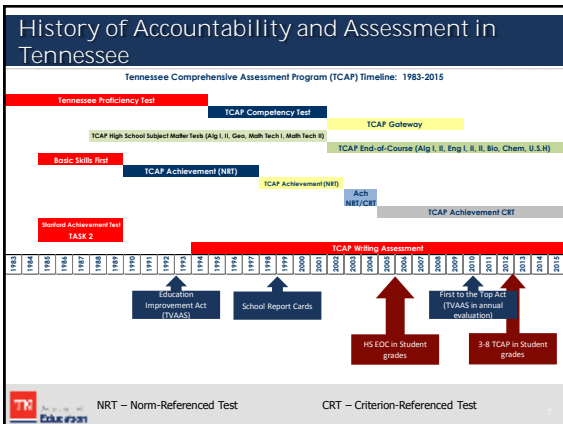 History of Accountability and Assessment in
Tennessee
Tennessee Comprehensive Assessment Program (TCAP) Timeline: 1983-2015
Tennessee Proficiency Test
TCAP Competency Test
TCAP Gateway
TCAP High School Subject Matter Tests (Alg I, II, Geo, Math Tech I, Math Tech II)
TCAP End-of-Course (Alg I, II, Eng I, II, II, Bio, Chem, U.S.H)
Basic Skills First
TCAP Achievement (NRT)
TCAP Achievement(NRT)
Ach
NRT/CRT
TCAP Achievement CRT
Stanford Achievement Test
TASK 2
TCAP Writing Assessment
1983 1984 1985 1986 1987 1988 1989 1990 1991 1992 1993 1994 1995 1996 1997 1998 1999 2000 2001 2002 2003 2004 2005 2006 2007 2008 2009 2010 2011 2012 2013 2014 2015
Education
Improvement Act
(TVAAS)
School Report Cards
First to the Top Act
(TVAAS in annual
evaluation)
HS EOC in Student
grades
3-8 TCAP in Student
grades
TN
Education
NRT – Norm-Referenced Test
CRT – Criterion-Referenced Test